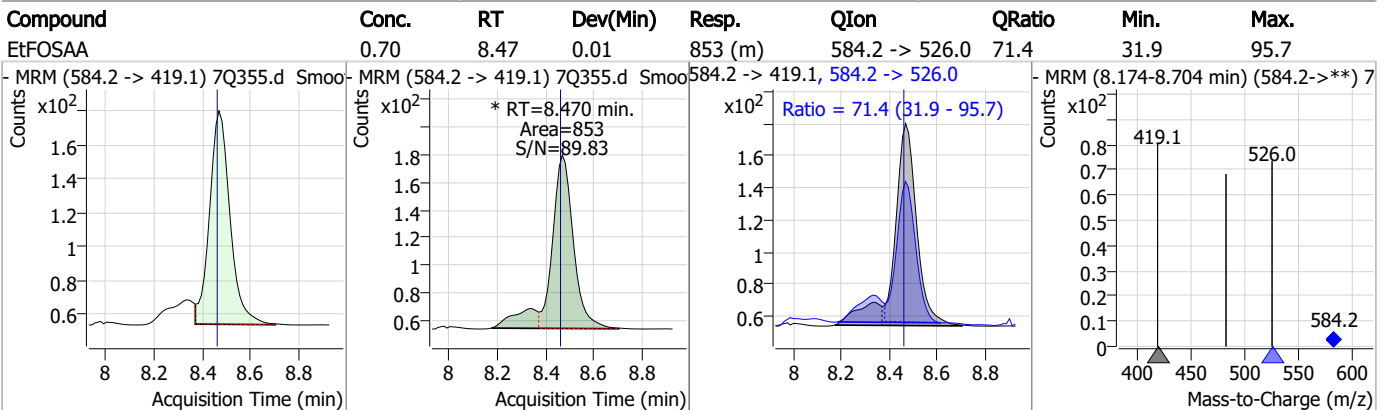 Compound Conc. RT Dev(Min) Resp. QIon QRatio Min. Max.
EtFOSAA 0.70 8.47 0.01 853 (m) 584.2 -> 526.0 71.4 31.9 95.7
- MRM (584.2 -> 419.1) 7Q355.d Smoo
Counts
x10²
1.6
1.4
1.2
1
0.8
0.6
8 8.2 8.4 8.6 8.8
Acquisition Time (min)
- MRM (584.2 -> 419.1) 7Q355.d Smoo
Counts
x10²
* RT=8.470 min.
Area=853
S/N=89.83
1.8
1.6
1.4
1.2
1
0.8
0.6
8 8.2 8.4 8.6 8.8
Acquisition Time (min)
584.2 -> 419.1, 584.2 -> 526.0
Counts
x10²
Ratio = 71.4 (31.9 - 95.7)
1.6
1.4
1.2
1
0.8
0.6
8 8.2 8.4 8.6 8.8
Acquisition Time (min)
- MRM (8.174-8.704 min) (584.2->**) 7
Counts
x10²
419.1
526.0
584.2
0.8
0.7
0.6
0.5
0.4
0.3
0.2
0.1
0
400 450 500 550 600
Mass-to-Charge (m/z)